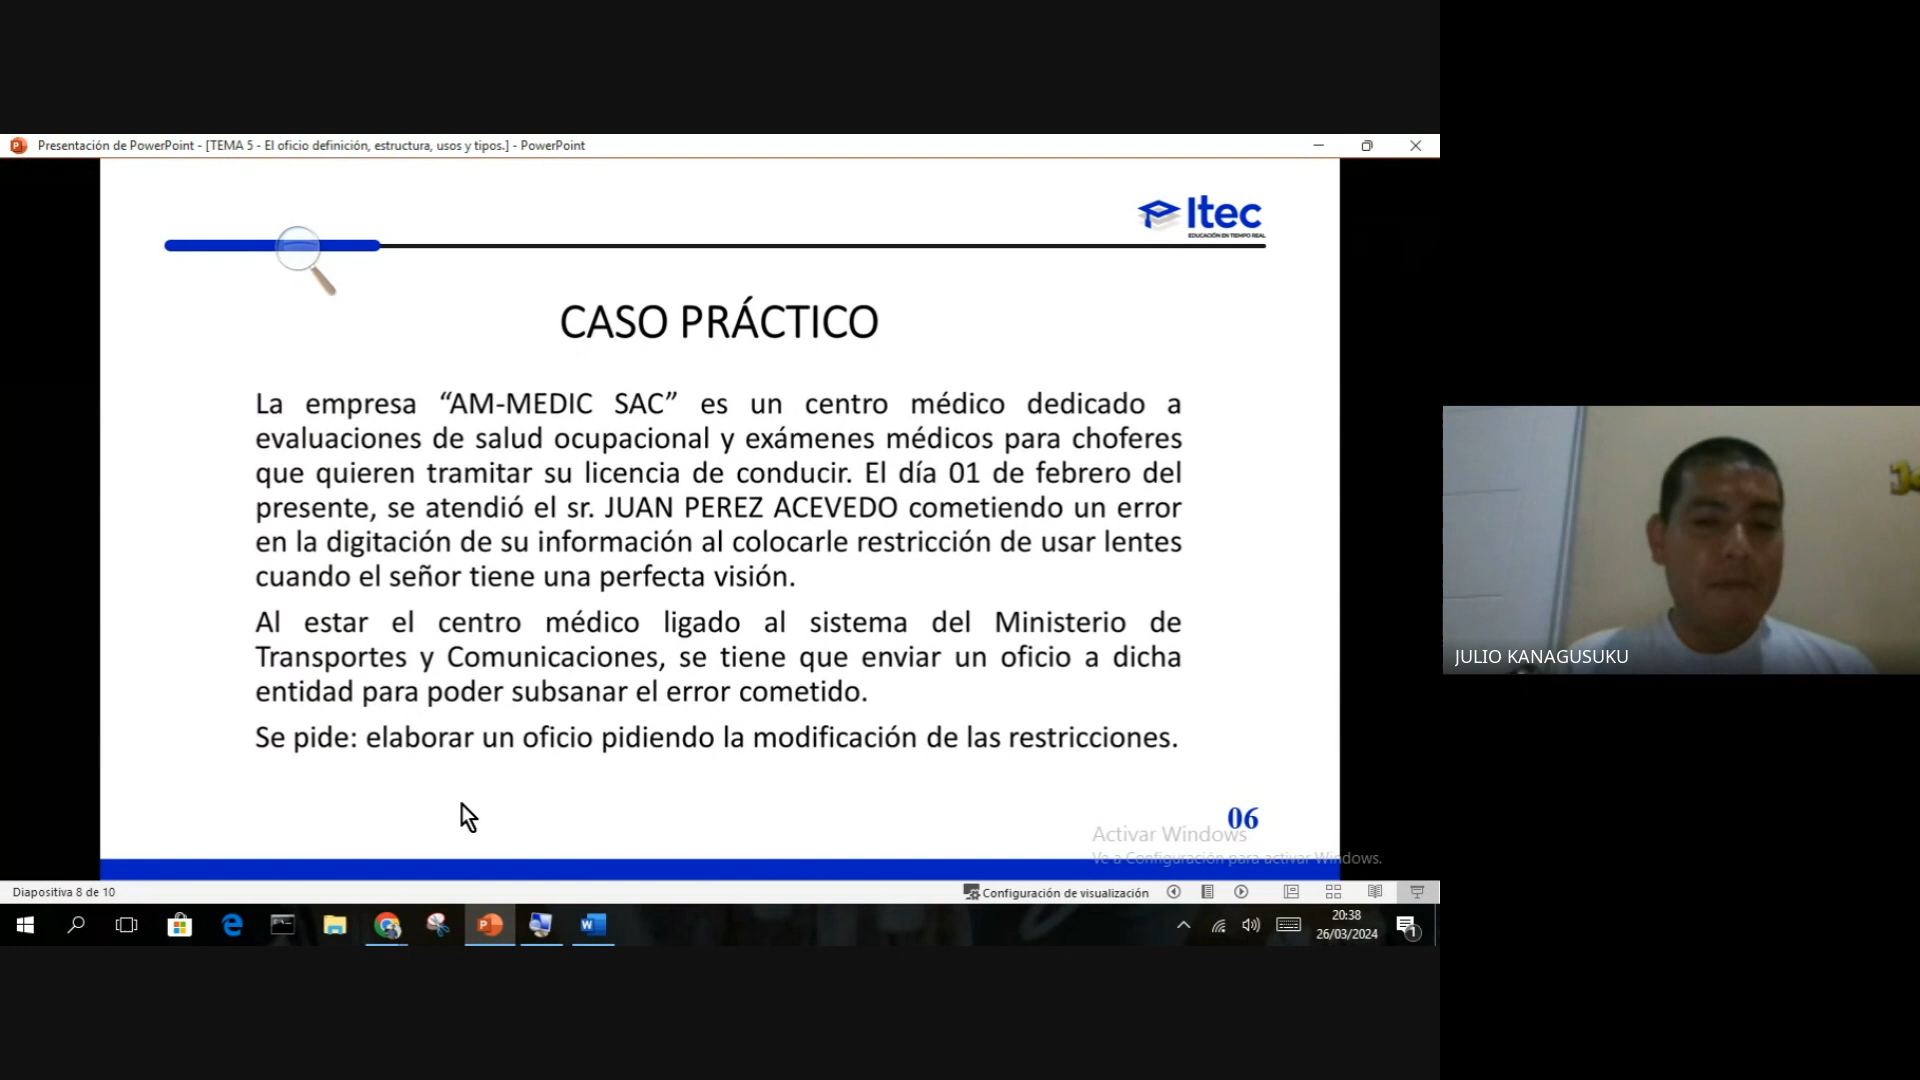 Presentación de PowerPoint - [TEMA 5 - El oficio definición, estructura, usos y tipos.] - PowerPoint
Itec
EDUCACIÓN EN TIEMPO REAL
CASO PRÁCTICO
La empresa “AM-MEDIC SAC” es un centro médico dedicado a
evaluaciones de salud ocupacional y exámenes médicos para choferes
que quieren tramitar su licencia de conducir. El día 01 de febrero del
presente, se atendió el sr. JUAN PEREZ ACEVEDO cometiendo un error
en la digitación de su información al colocarle restricción de usar lentes
cuando el señor tiene una perfecta visión.
Al estar el centro médico ligado al sistema del Ministerio de
Transportes y Comunicaciones, se tiene que enviar un oficio a dicha
entidad para poder subsanar el error cometido.
Se pide: elaborar un oficio pidiendo la modificación de las restricciones.
06
Activar Windows
Ve a Configuración para activar Windows.
JULIO KANAGUSUKU
Diapositiva 8 de 10
Configuración de visualización
20:38
26/03/2024
1